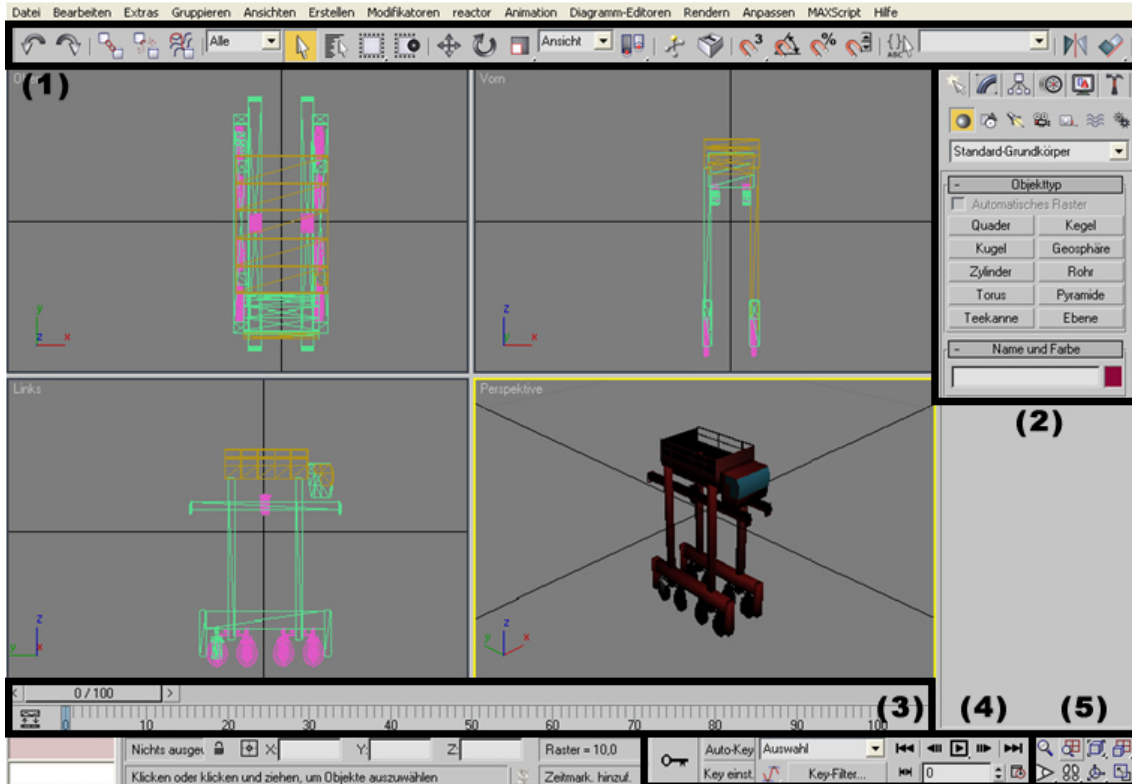 Datei Bearbeiten Extras Gruppieren Ansichten Erstellen Modifikatoren reactor Animation Diagramm-Editoren Rendern Anpassen MAXScript Hilfe
Alle Ansicht 3 % {} ABC
(1)
Vorn
Standard-Grundkörper
- Objekttyp
Automatisches Raster
Quader Kegel
Kugel Geosphäre
Zylinder Rohr
Torus Pyramide
Teekanne Ebene
- Name und Farbe
(2)
y z x
z y x
Links
Perspektive
z y x
z y x
< 0 / 100 >
0 10 20 30 40 50 60 70 80 90 100
(3) (4) (5)
Nichts ausgev X: Y: Z: Raster = 10,0 Auto-Key Auswahl
Klicken oder klicken und ziehen, um Objekte auszuwählen Zeitmark. hinzuf. Key einst. Key-Filter... 0